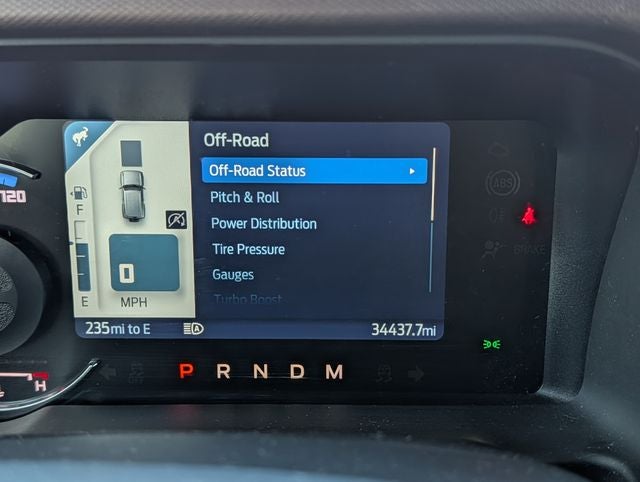 Off-Road
Off-Road Status
Pitch & Roll
Power Distribution
Tire Pressure
Gauges
Turbo Boost
120
F
E
0
MPH
235mi to E
A
34437.7mi
P R N D M
H
ABS
BRAKE